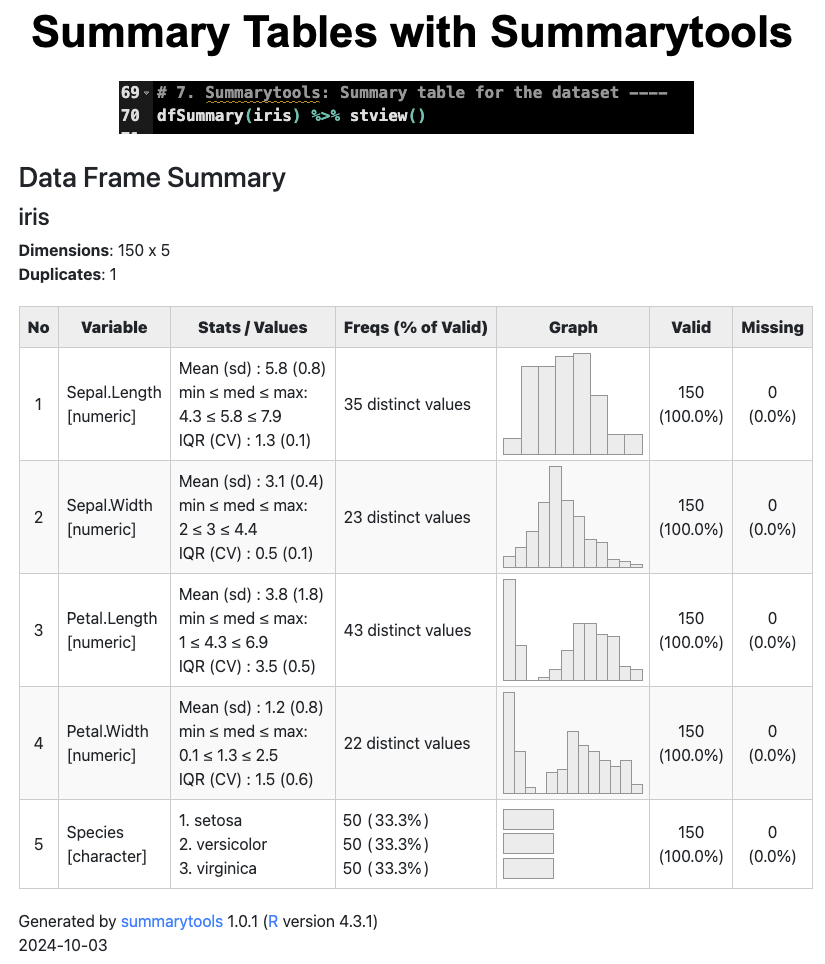 Summary Tables with Summarytools
69 # 7. Summarytools: Summary table for the dataset ----
70 dfSummary(iris) %>% stview()
Data Frame Summary
iris
Dimensions: 150 x 5
Duplicates: 1
No Variable Stats / Values Freqs (% of Valid) Graph Valid Missing
1
Sepal.Length
[numeric]
Mean (sd) : 5.8 (0.8)
min ≤ med ≤ max:
4.3 ≤ 5.8 ≤ 7.9
IQR (CV) : 1.3 (0.1)
35 distinct values
150
(100.0%)
0
(0.0%)
2
Sepal.Width
[numeric]
Mean (sd) : 3.1 (0.4)
min ≤ med ≤ max:
2 ≤ 3 ≤ 4.4
IQR (CV) : 0.5 (0.1)
23 distinct values
150
(100.0%)
0
(0.0%)
3
Petal.Length
[numeric]
Mean (sd) : 3.8 (1.8)
min ≤ med ≤ max:
1 ≤ 4.3 ≤ 6.9
IQR (CV) : 3.5 (0.5)
43 distinct values
150
(100.0%)
0
(0.0%)
4
Petal.Width
[numeric]
Mean (sd) : 1.2 (0.8)
min ≤ med ≤ max:
0.1 ≤ 1.3 ≤ 2.5
IQR (CV) : 1.5 (0.6)
22 distinct values
150
(100.0%)
0
(0.0%)
5
Species
[character]
1. setosa
2. versicolor
3. virginica
50 (33.3%)
50 (33.3%)
50 (33.3%)
150
(100.0%)
0
(0.0%)
Generated by summarytools 1.0.1 (R version 4.3.1)
2024-10-03